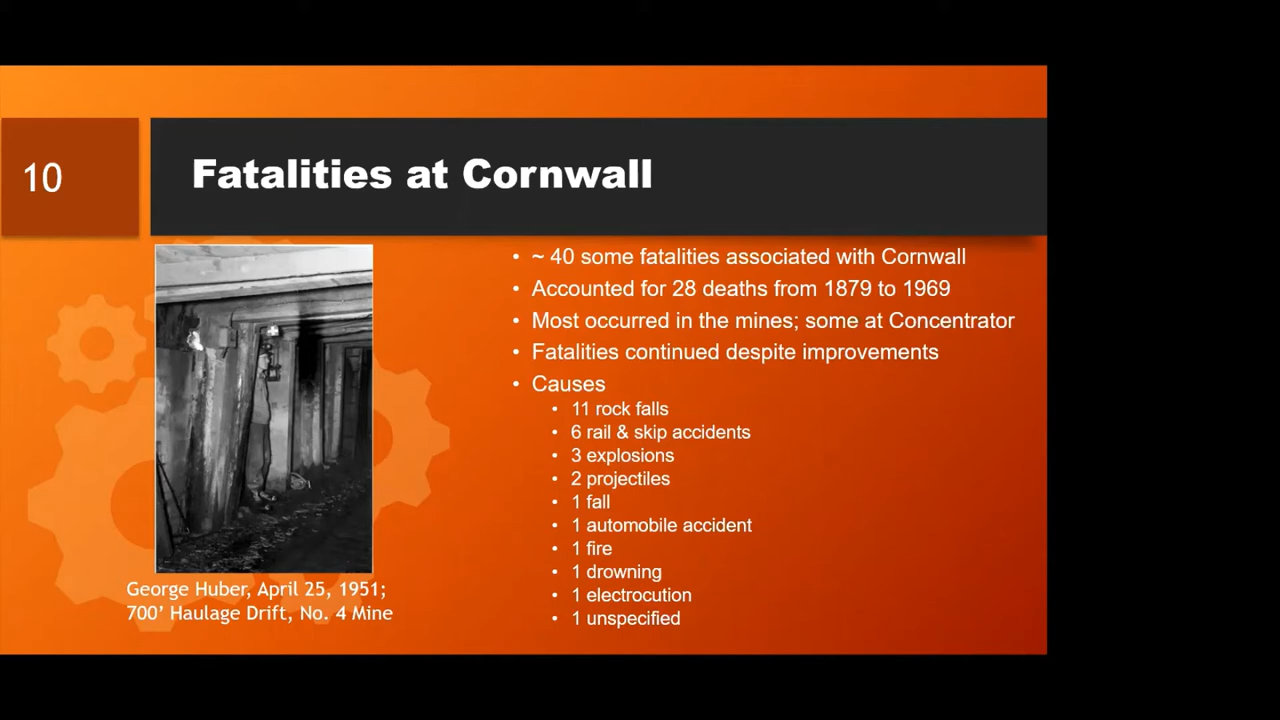 10
Fatalities at Cornwall
• ~ 40 some fatalities associated with Cornwall
• Accounted for 28 deaths from 1879 to 1969
• Most occurred in the mines; some at Concentrator
• Fatalities continued despite improvements
• Causes
• 11 rock falls
• 6 rail & skip accidents
• 3 explosions
• 2 projectiles
• 1 fall
• 1 automobile accident
• 1 fire
• 1 drowning
• 1 electrocution
• 1 unspecified
George Huber, April 25, 1951;
700’ Haulage Drift, No. 4 Mine